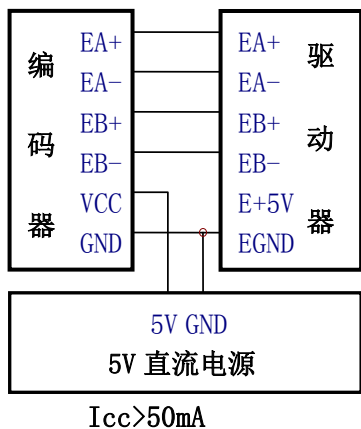 编码器
EA+
EA-
EB+
EB-
VCC
GND
EA+
EA-
EB+
EB-
E+5V
EGND
驱动器
5V GND
5V 直流电源
Icc>50mA